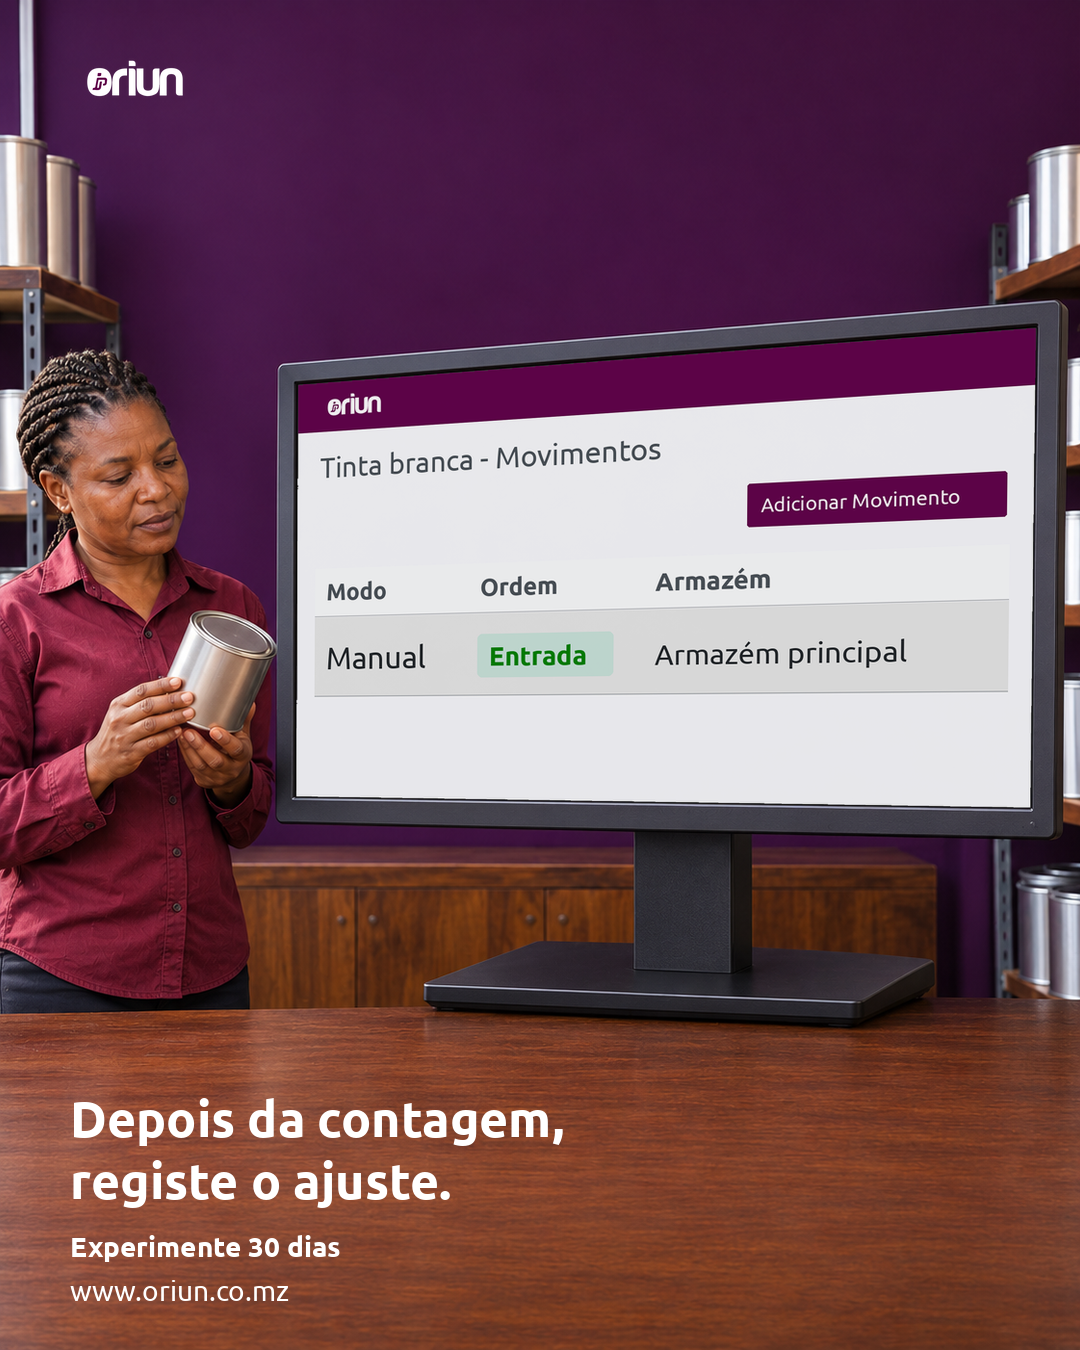 oriun
oriun
Tinta branca - Movimentos
Adicionar Movimento
Modo Ordem Armazém
Manual Entrada Armazém principal
Depois da contagem,
registe o ajuste.
Experimente 30 dias
www.oriun.co.mz